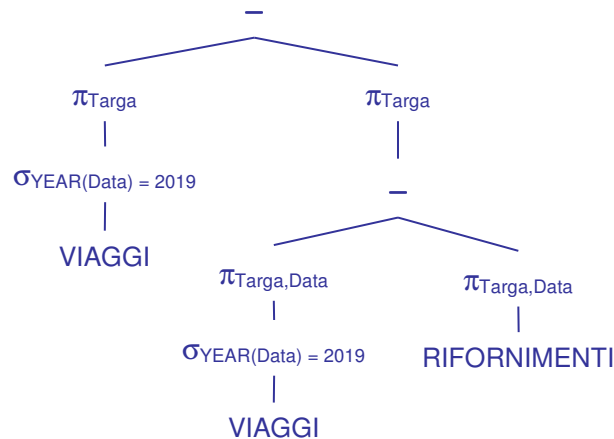 −
πTarga πTarga
σYEAR(Data) = 2019 −
VIAGGI
πTarga,Data πTarga,Data
σYEAR(Data) = 2019 RIFORNIMENTI
VIAGGI